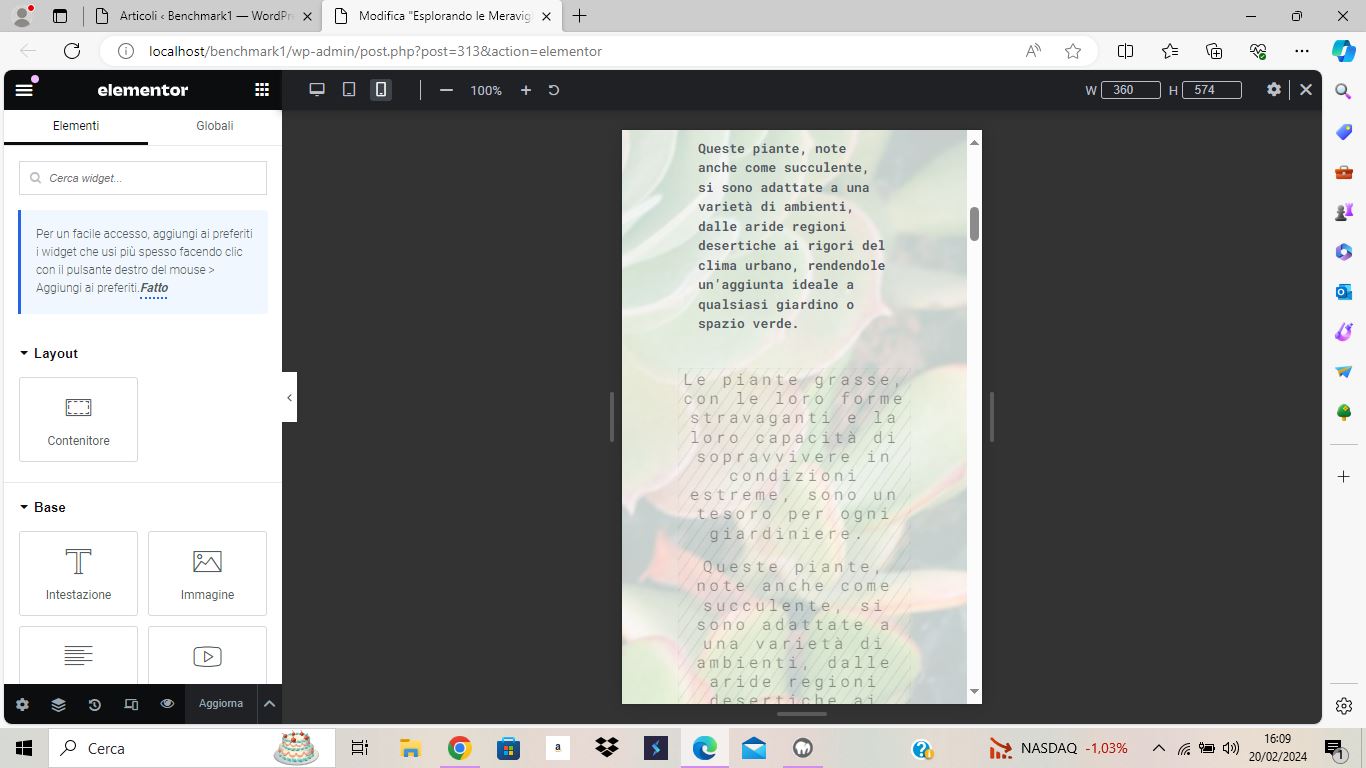 Articoli ‹ Benchmark1 — WordPr
Modifica "Esplorando le Meravigl
localhost/benchmark1/wp-admin/post.php?post=313&action=elementor
elementor
100%
W 360 H 574
Elementi Globali
Cerca widget...
Per un facile accesso, aggiungi ai preferiti
i widget che usi più spesso facendo clic
con il pulsante destro del mouse >
Aggiungi ai preferiti.Fatto
Layout
Contenitore
Base
Intestazione Immagine
Aggiorna
Queste piante, note
anche come succulente,
si sono adattate a una
varietà di ambienti,
dalle aride regioni
desertiche ai rigori del
clima urbano, rendendole
un'aggiunta ideale a
qualsiasi giardino o
spazio verde.
Le piante grasse,
con le loro forme
stravaganti e la
loro capacità di
sopravvivere in
condizioni
estreme, sono un
tesoro per ogni
giardiniere.
Queste piante,
note anche come
succulente, si
sono adattate a
una varietà di
ambienti, dalle
aride regioni
desertiche ai
Cerca
a
NASDAQ -1,03%
16:09
20/02/2024
1